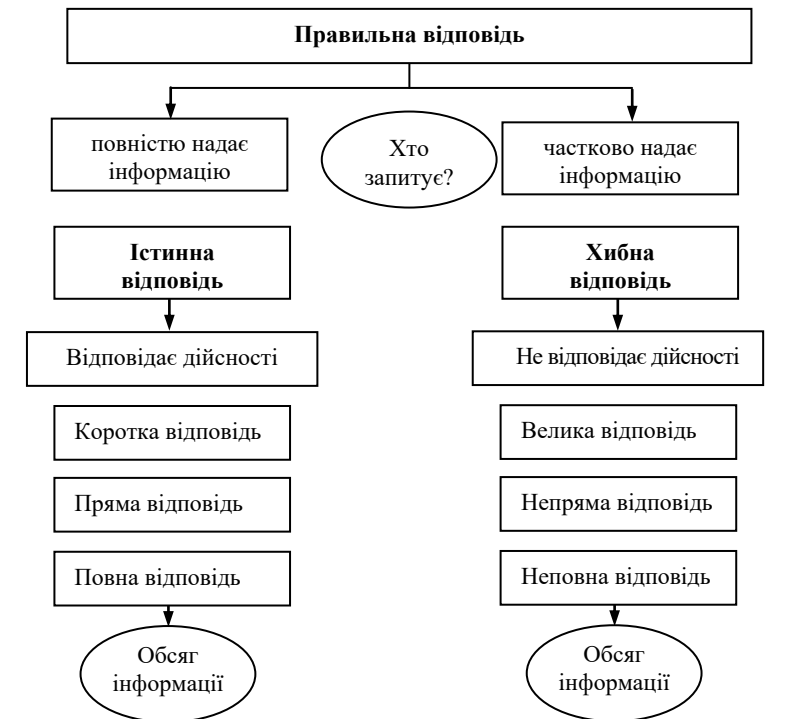 Правильна відповідь
повністю надає
інформацію
Хто
запитує?
частково надає
інформацію
Істинна
відповідь
Хибна
відповідь
Відповідає дійсності
Не відповідає дійсності
Коротка відповідь
Велика відповідь
Пряма відповідь
Непряма відповідь
Повна відповідь
Неповна відповідь
Обсяг
інформації
Обсяг
інформації